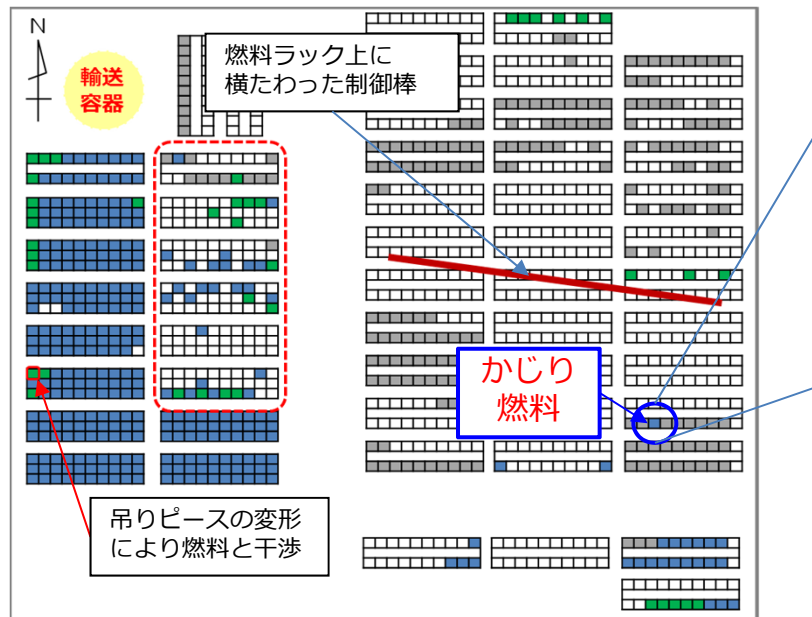 N
輸送
容器
燃料ラック上に
横たわった制御棒
かじり
燃料
吊りピースの変形
により燃料と干渉